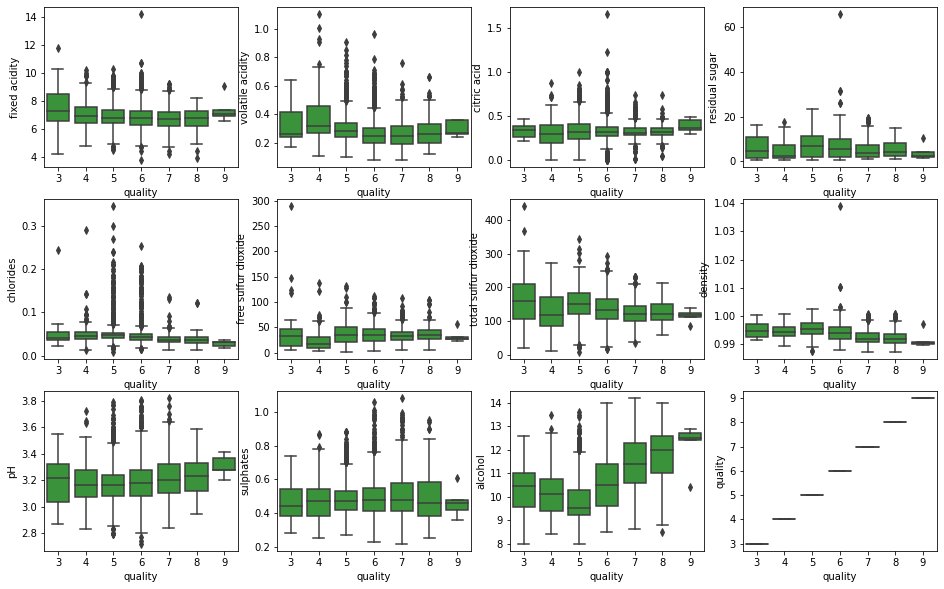 fixed acidity
14
12
10
8
6
4
3 4 5 6 7 8 9
quality
volatile acidity
1.0
0.8
0.6
0.4
0.2
3 4 5 6 7 8 9
quality
citric acid
1.5
1.0
0.5
0.0
3 4 5 6 7 8 9
quality
residual sugar
60
40
20
0
3 4 5 6 7 8 9
quality
chlorides
0.3
0.2
0.1
0.0
3 4 5 6 7 8 9
quality
free sulfur dioxide
300
250
200
150
100
50
0
3 4 5 6 7 8 9
quality
total sulfur dioxide
400
300
200
100
0
3 4 5 6 7 8 9
quality
density
1.04
1.03
1.02
1.01
1.00
0.99
3 4 5 6 7 8 9
quality
pH
3.8
3.6
3.4
3.2
3.0
2.8
3 4 5 6 7 8 9
quality
sulphates
1.0
0.8
0.6
0.4
0.2
3 4 5 6 7 8 9
quality
alcohol
14
13
12
11
10
9
8
3 4 5 6 7 8 9
quality
quality
9
8
7
6
5
4
3
3 4 5 6 7 8 9
quality